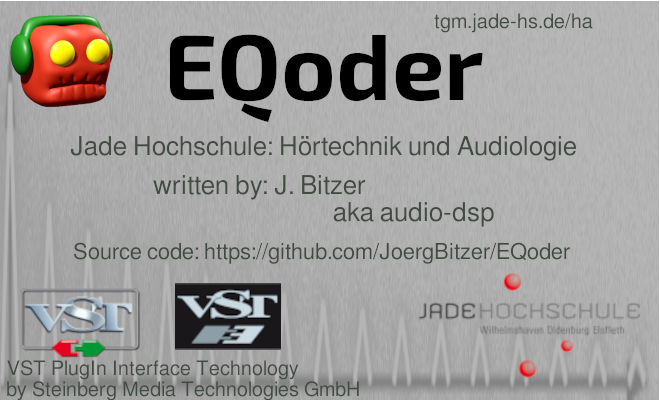 tgm.jade-hs.de/ha
EQoder
Jade Hochschule: Hörtechnik und Audiologie
written by: J. Bitzer
aka audio-dsp
Source code: https://github.com/JoergBitzer/EQoder
VST
VST
3
JADEHOCHSCHULE
Wilhelmshaven Oldenburg Elsfleth
VST PlugIn Interface Technology
by Steinberg Media Technologies GmbH